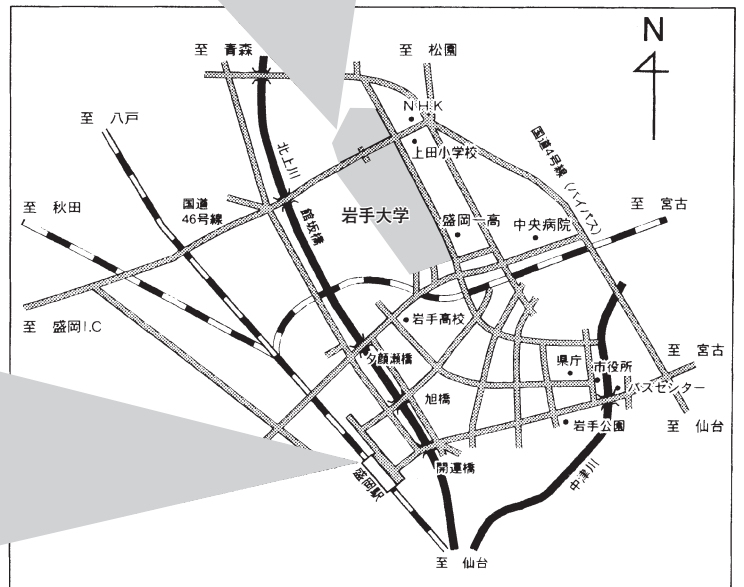 N
至 青森
至 松園
NHK
至 八戸
上田小学校
国道4号線(バイパス)
北上川
至 秋田
国道
46号線
館坂橋
岩手大学
盛岡一高
中央病院
至 宮古
至 盛岡I.C
岩手高校
夕顔瀬橋
県庁
市役所
至 宮古
バスセンター
旭橋
岩手公園
至 仙台
開運橋
盛岡駅
中津川
至 仙台